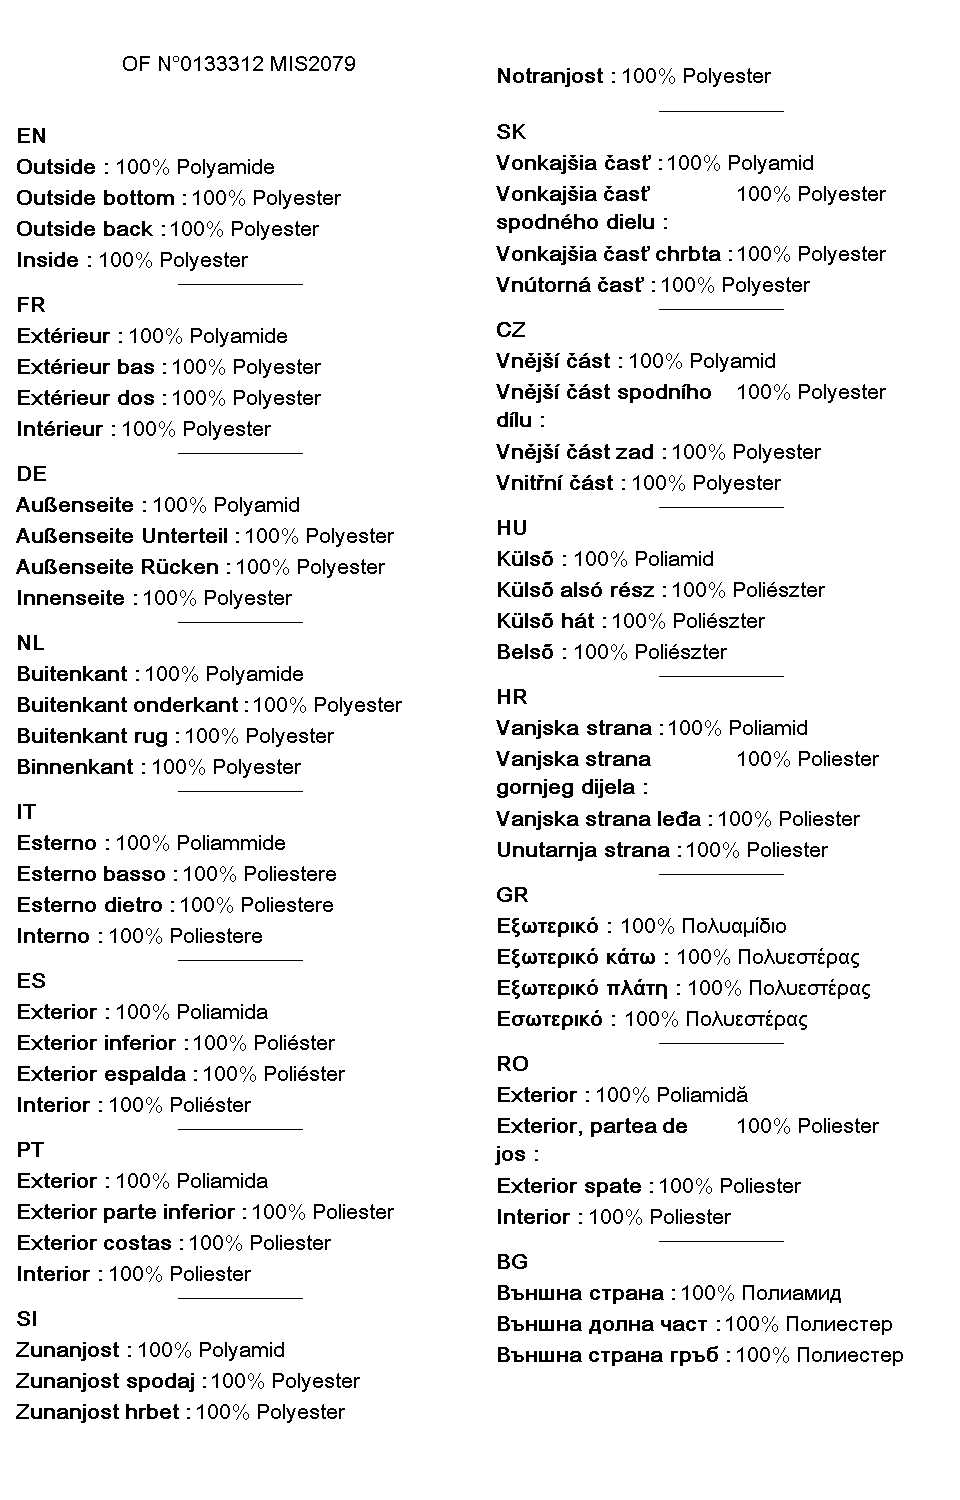 OF N°0133312 MIS2079
EN
Outside : 100% Polyamide
Outside bottom : 100% Polyester
Outside back : 100% Polyester
Inside : 100% Polyester
FR
Extérieur : 100% Polyamide
Extérieur bas : 100% Polyester
Extérieur dos : 100% Polyester
Intérieur : 100% Polyester
DE
Außenseite : 100% Polyamid
Außenseite Unterteil : 100% Polyester
Außenseite Rücken : 100% Polyester
Innenseite : 100% Polyester
NL
Buitenkant : 100% Polyamide
Buitenkant onderkant : 100% Polyester
Buitenkant rug : 100% Polyester
Binnenkant : 100% Polyester
IT
Esterno : 100% Poliammide
Esterno basso : 100% Poliestere
Esterno dietro : 100% Poliestere
Interno : 100% Poliestere
ES
Exterior : 100% Poliamida
Exterior inferior : 100% Poliéster
Exterior espalda : 100% Poliéster
Interior : 100% Poliéster
PT
Exterior : 100% Poliamida
Exterior parte inferior : 100% Poliester
Exterior costas : 100% Poliester
Interior : 100% Poliester
SI
Zunanjost : 100% Polyamid
Zunanjost spodaj : 100% Polyester
Zunanjost hrbet : 100% Polyester
Notranjost : 100% Polyester
SK
Vonkajšia časť : 100% Polyamid
Vonkajšia časť 100% Polyester
spodného dielu :
Vonkajšia časť chrbta : 100% Polyester
Vnútorná časť : 100% Polyester
CZ
Vnější část : 100% Polyamid
Vnější část spodního 100% Polyester
dílu :
Vnější část zad : 100% Polyester
Vnitřní část : 100% Polyester
HU
Külső : 100% Poliamid
Külső alsó rész : 100% Poliészter
Külső hát : 100% Poliészter
Belső : 100% Poliészter
HR
Vanjska strana : 100% Poliamid
Vanjska strana 100% Poliester
gornjeg dijela :
Vanjska strana leđa : 100% Poliester
Unutarnja strana : 100% Poliester
GR
Εξωτερικό : 100% Πολυαμίδιο
Εξωτερικό κάτω : 100% Πολυεστέρας
Εξωτερικό πλάτη : 100% Πολυεστέρας
Εσωτερικό : 100% Πολυεστέρας
RO
Exterior : 100% Poliamidă
Exterior, partea de 100% Poliester
jos :
Exterior spate : 100% Poliester
Interior : 100% Poliester
BG
Външна страна : 100% Полиамид
Външна долна част : 100% Полиестер
Външна страна гръб : 100% Полиестер